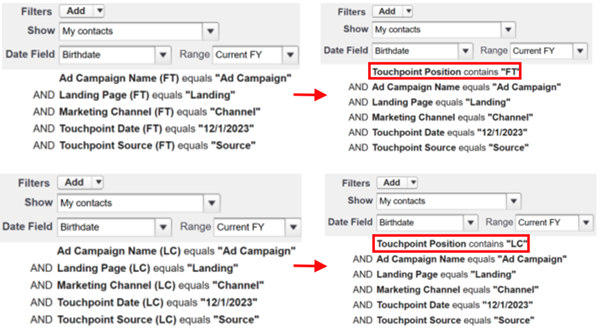 Filters Add
Show My contacts
Date Field Birthdate Range Current FY
Ad Campaign Name (FT) equals "Ad Campaign"
AND Landing Page (FT) equals "Landing"
AND Marketing Channel (FT) equals "Channel"
AND Touchpoint Date (FT) equals "12/1/2023"
AND Touchpoint Source (FT) equals "Source"
Filters Add
Show My contacts
Date Field Birthdate Range Current FY
Touchpoint Position contains "FT"
AND Ad Campaign Name equals "Ad Campaign"
AND Landing Page equals "Landing"
AND Marketing Channel equals "Channel"
AND Touchpoint Date equals "12/1/2023"
AND Touchpoint Source equals "Source"
Filters Add
Show My contacts
Date Field Birthdate Range Current FY
Ad Campaign Name (LC) equals "Ad Campaign"
AND Landing Page (LC) equals "Landing"
AND Marketing Channel (LC) equals "Channel"
AND Touchpoint Date (LC) equals "12/1/2023"
AND Touchpoint Source (LC) equals "Source"
Filters Add
Show My contacts
Date Field Birthdate Range Current FY
Touchpoint Position contains "LC"
AND Ad Campaign Name equals "Ad Campaign"
AND Landing Page equals "Landing"
AND Marketing Channel equals "Channel"
AND Touchpoint Date equals "12/1/2023"
AND Touchpoint Source equals "Source"